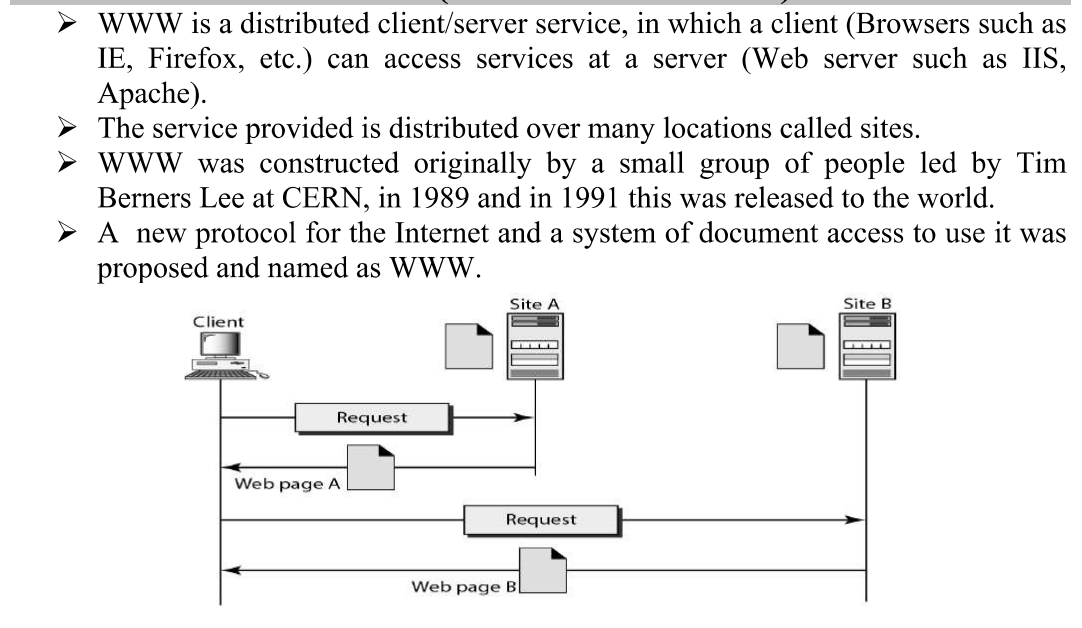 ➢ WWW is a distributed client/server service, in which a client (Browsers such as
IE, Firefox, etc.) can access services at a server (Web server such as IIS,
Apache).
➢ The service provided is distributed over many locations called sites.
➢ WWW was constructed originally by a small group of people led by Tim
Berners Lee at CERN, in 1989 and in 1991 this was released to the world.
➢ A new protocol for the Internet and a system of document access to use it was
proposed and named as WWW.
Site A
Site B
Client
Request
Web page A
Request
Web page B